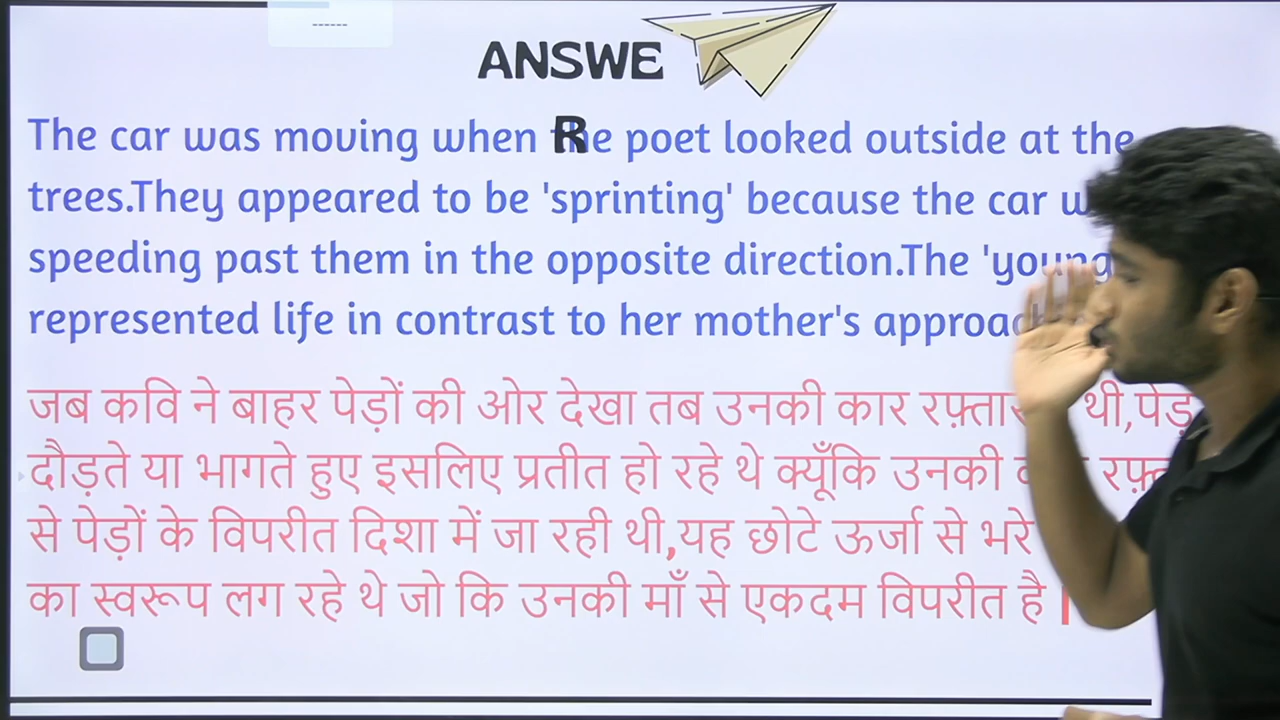 ------
ANSWE
R
The car was moving when the poet looked outside at the
trees.They appeared to be 'sprinting' because the car
speeding past them in the opposite direction.The 'young
represented life in contrast to her mother's
जब कवि ने बाहर पेड़ों की ओर देखा तब उनकी कार थी,पेड़
दौड़ते या भागते हुए इसलिए प्रतीत हो रहे थे क्यूँकि उनकी
से पेड़ों के विपरीत दिशा में जा रही थी,यह छोटे ऊर्जा से भरे
का स्वरूप लग रहे थे जो कि उनकी माँ से एकदम विपरीत है |